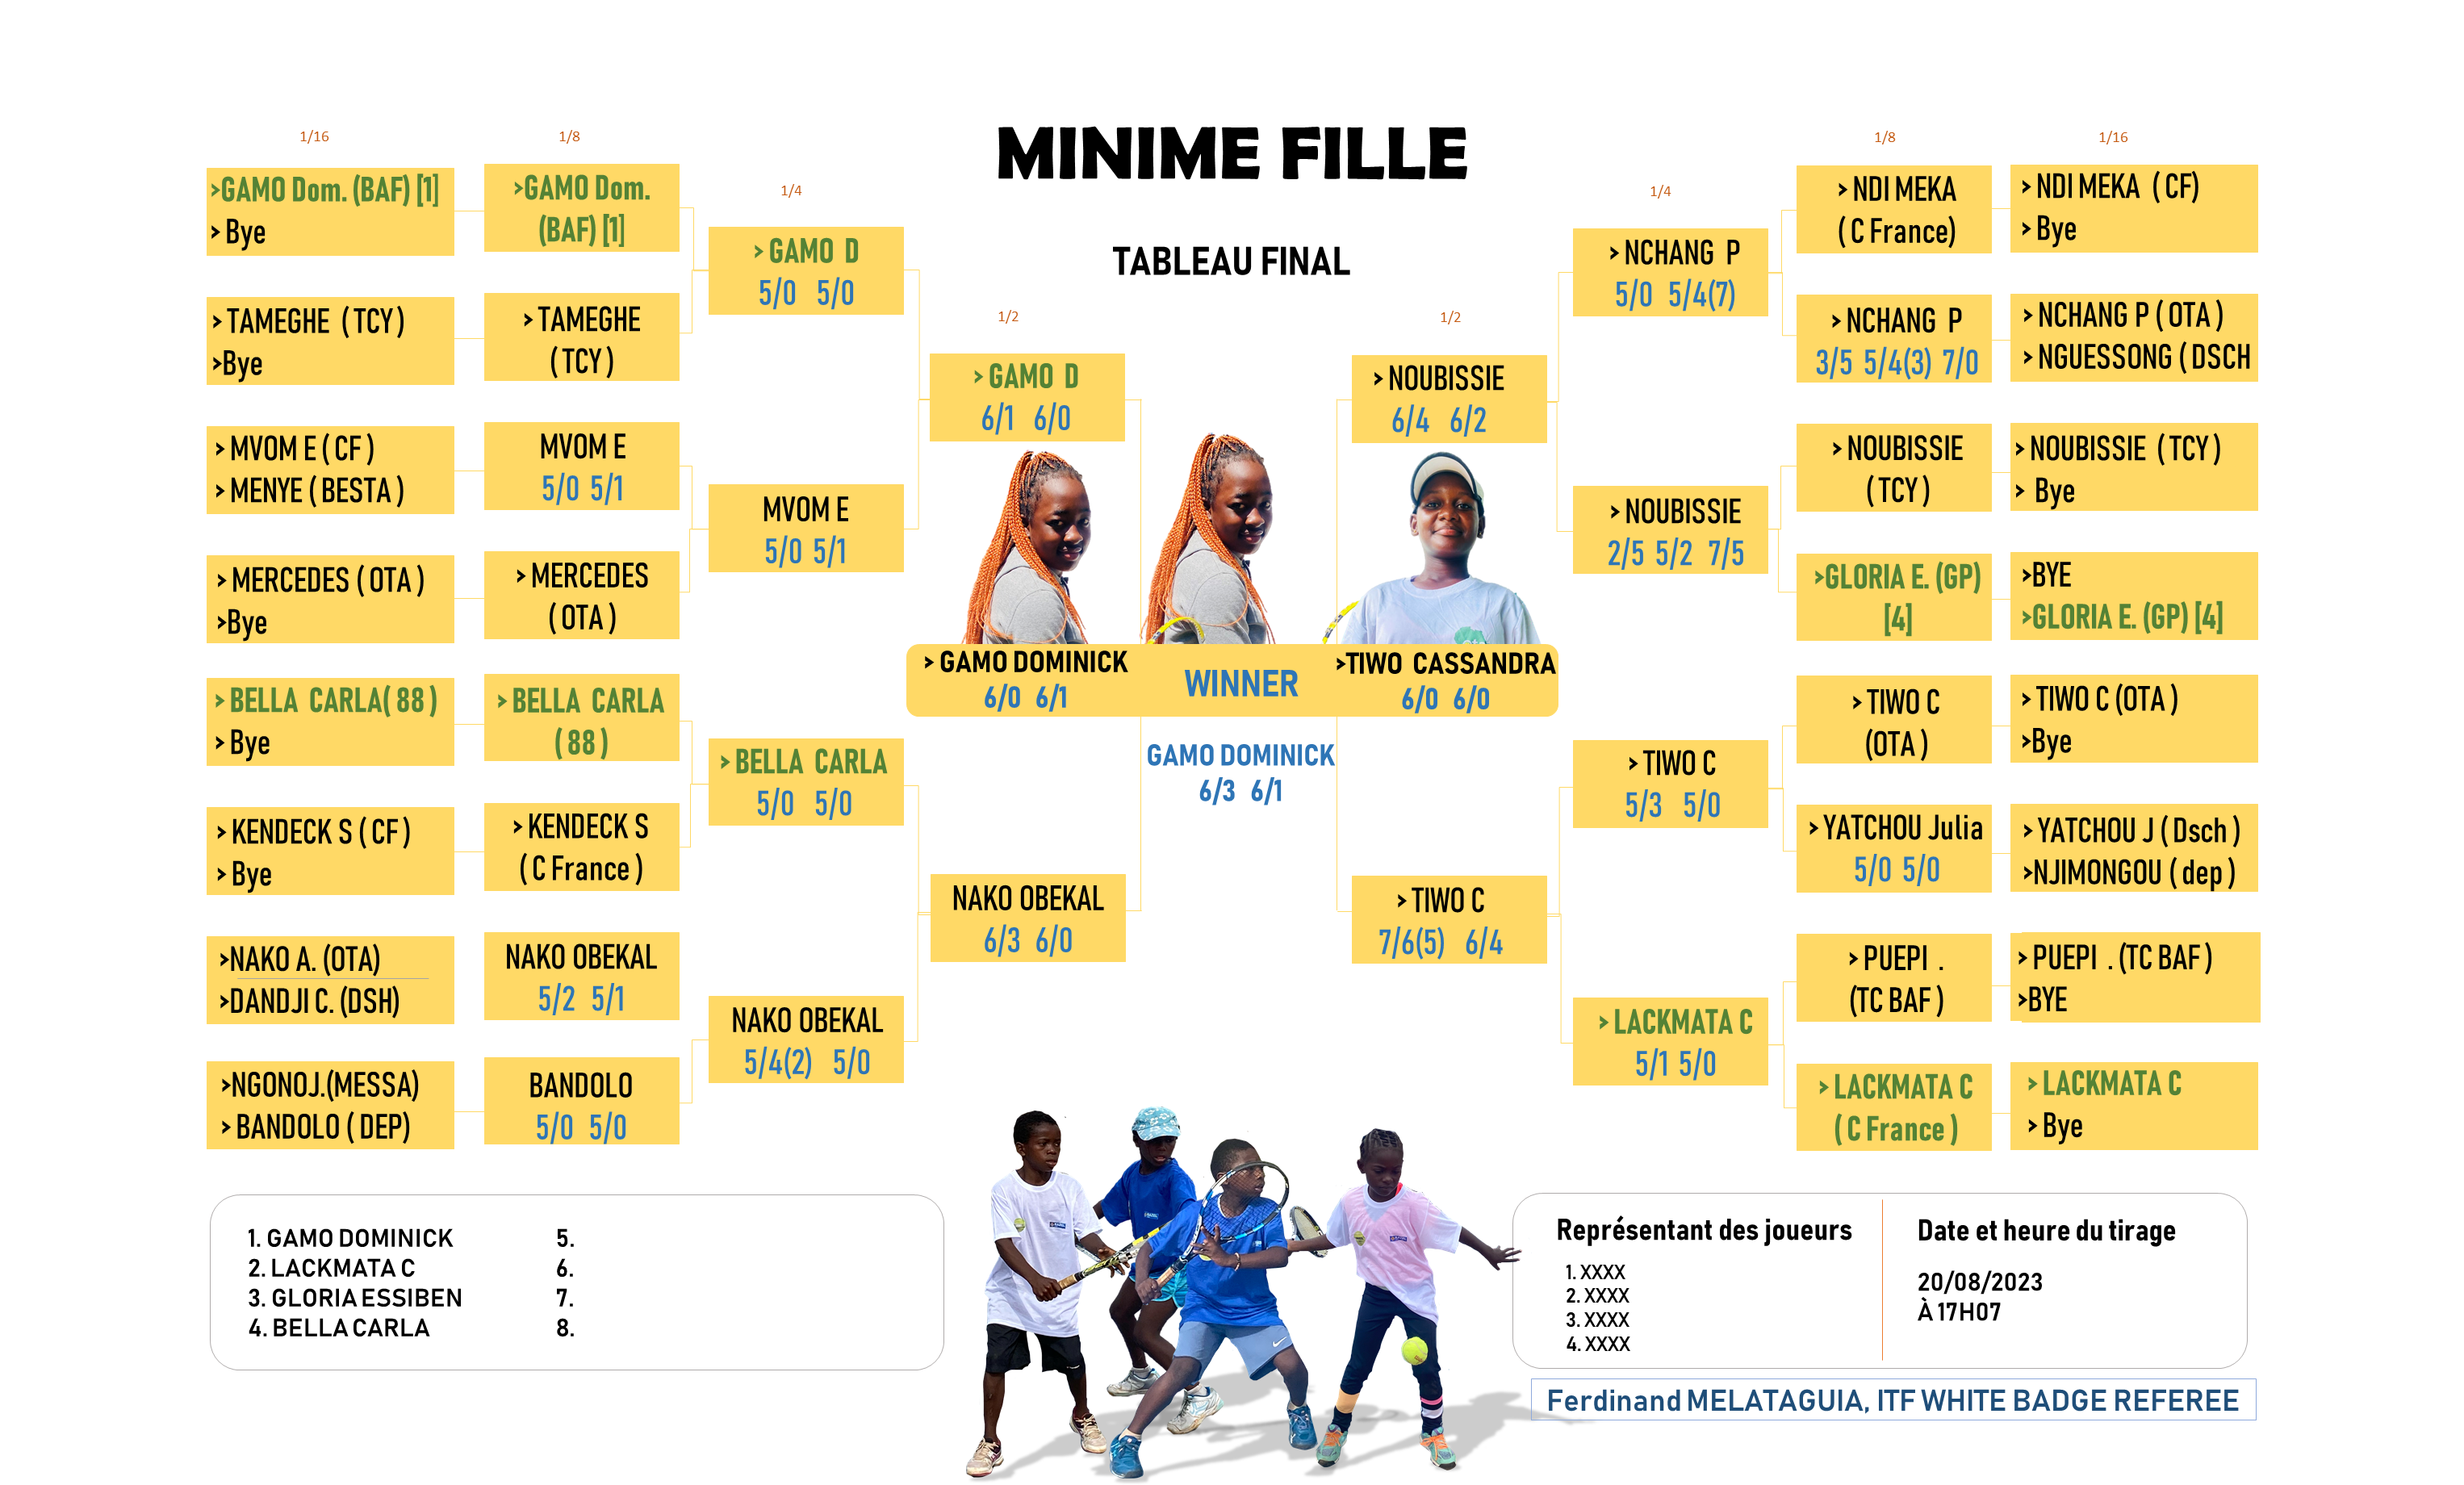 MINIME FILLE
TABLEAU FINAL
1/16
>GAMO Dom. (BAF) [1]
> Bye
> TAMEGHE (TCY)
>Bye
> MVOM E ( CF )
> MENYE ( BESTA )
> MERCEDES ( OTA )
>Bye
> BELLA CARLA( 88 )
> Bye
> KENDECK S ( CF )
> Bye
>NAKO A. (OTA)
>DANDJI C. (DSH)
>NGONOJ.(MESSA)
> BANDOLO ( DEP)
1/8
>GAMO Dom.
(BAF) [1]
> TAMEGHE
( TCY )
MVOM E
5/0 5/1
> MERCEDES
( OTA )
> BELLA CARLA
( 88 )
> KENDECK S
( C France )
NAKO OBEKAL
5/2 5/1
BANDOLO
5/0 5/0
1/4
> GAMO D
5/0 5/0
MVOM E
5/0 5/1
> BELLA CARLA
5/0 5/0
NAKO OBEKAL
5/4(2) 5/0
1/2
> GAMO D
6/1 6/0
NAKO OBEKAL
6/3 6/0
> GAMO DOMINICK
6/0 6/1
WINNER
>TIWO CASSANDRA
6/0 6/0
GAMO DOMINICK
6/3 6/1
1/2
> NOUBISSIE
6/4 6/2
> TIWO C
7/6(5) 6/4
1/4
> NCHANG P
5/0 5/4(7)
> NOUBISSIE
2/5 5/2 7/5
> TIWO C
5/3 5/0
> LACKMATA C
5/1 5/0
1/8
> NDI MEKA
( C France)
> NCHANG P
3/5 5/4(3) 7/0
> NOUBISSIE
( TCY )
>GLORIA E. (GP)
[4]
> TIWO C
(OTA )
> YATCHOU Julia
5/0 5/0
> PUEPI .
(TC BAF )
> LACKMATA C
( C France )
1/16
> NDI MEKA ( CF)
> Bye
> NCHANG P ( OTA )
> NGUESSONG ( DSCH
> NOUBISSIE ( TCY )
> Bye
>BYE
>GLORIA E. (GP) [4]
> TIWO C (OTA )
>Bye
> YATCHOU J ( Dsch )
>NJIMONGOU ( dep )
> PUEPI . (TC BAF )
>BYE
> LACKMATA C
> Bye
1. GAMO DOMINICK
2. LACKMATA C
3. GLORIA ESSIBEN
4. BELLA CARLA
5.
6.
7.
8.
Représentant des joueurs
1. XXXX
2. XXXX
3. XXXX
4. XXXX
Date et heure du tirage
20/08/2023
À 17H07
Ferdinand MELATAGUIA, ITF WHITE BADGE REFEREE